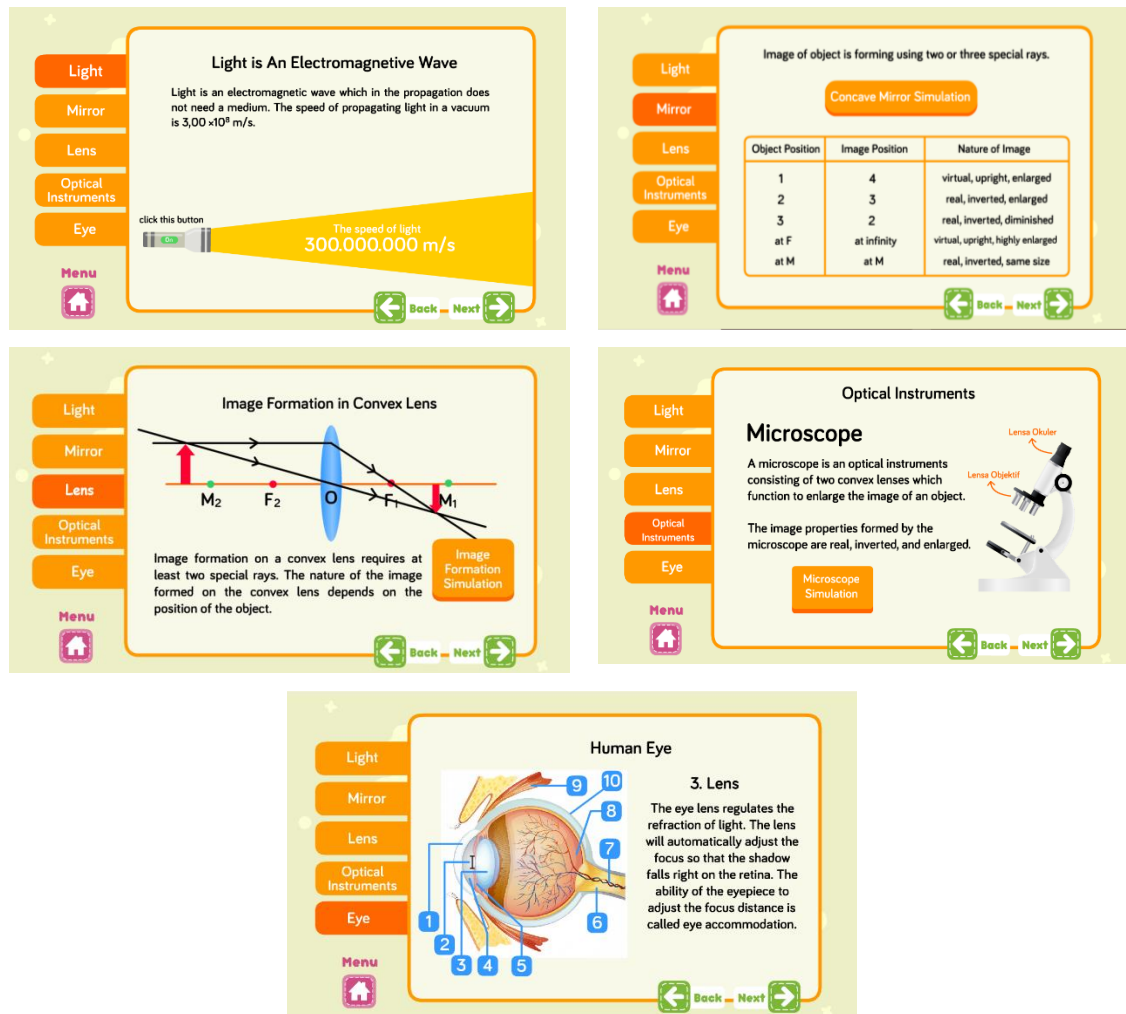 Light
Mirror
Lens
Optical
Instruments
Eye
Menu
Light is An Electromagnetive Wave
Light is an electromagnetic wave which in the propagation does
not need a medium. The speed of propagating light in a vacuum
is 3,00 ×10⁸ m/s.
click this button
On
The speed of light
300.000.000 m/s
Back
Next
Light
Mirror
Lens
Optical
Instruments
Eye
Menu
Image of object is forming using two or three special rays.
Concave Mirror Simulation
Object Position Image Position Nature of Image
1 4 virtual, upright, enlarged
2 3 real, inverted, enlarged
3 2 real, inverted, diminished
at F at infinity virtual, upright, highly enlarged
at M at M real, inverted, same size
Back
Next
Light
Mirror
Lens
Optical
Instruments
Eye
Menu
Image Formation in Convex Lens
M₂ F₂ O F₁ M₁
Image formation on a convex lens requires at
least two special rays. The nature of the image
formed on the convex lens depends on the
position of the object.
Image
Formation
Simulation
Back
Next
Light
Mirror
Lens
Optical
Instruments
Eye
Menu
Optical Instruments
Microscope
A microscope is an optical instruments
consisting of two convex lenses which
function to enlarge the image of an object.
The image properties formed by the
microscope are real, inverted, and enlarged.
Lensa Okuler
Lensa Objektif
Microscope
Simulation
Back
Next
Light
Mirror
Lens
Optical
Instruments
Eye
Menu
Human Eye
1
2
3
4
5
6
7
8
9
10
3. Lens
The eye lens regulates the
refraction of light. The lens
will automatically adjust the
focus so that the shadow
falls right on the retina. The
ability of the eyepiece to
adjust the focus distance is
called eye accommodation.
Back
Next